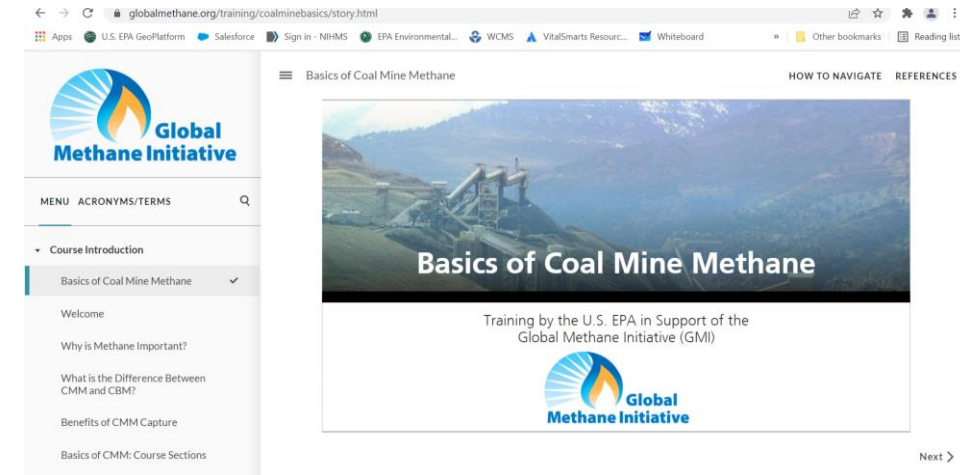 globalmethane.org/training/coalminebasics/story.html
Apps U.S. EPA GeoPlatform Salesforce Sign in - NIHMS EPA Environmental... WCMS VitalSmarts Resourc... Whiteboard » Other bookmarks Reading list
Global
Methane Initiative
MENU ACRONYMS/TERMS
Course Introduction
Basics of Coal Mine Methane
Welcome
Why is Methane Important?
What is the Difference Between
CMM and CBM?
Benefits of CMM Capture
Basics of CMM: Course Sections
Basics of Coal Mine Methane
HOW TO NAVIGATE REFERENCES
Basics of Coal Mine Methane
Training by the U.S. EPA in Support of the
Global Methane Initiative (GMI)
Global
Methane Initiative
Next >